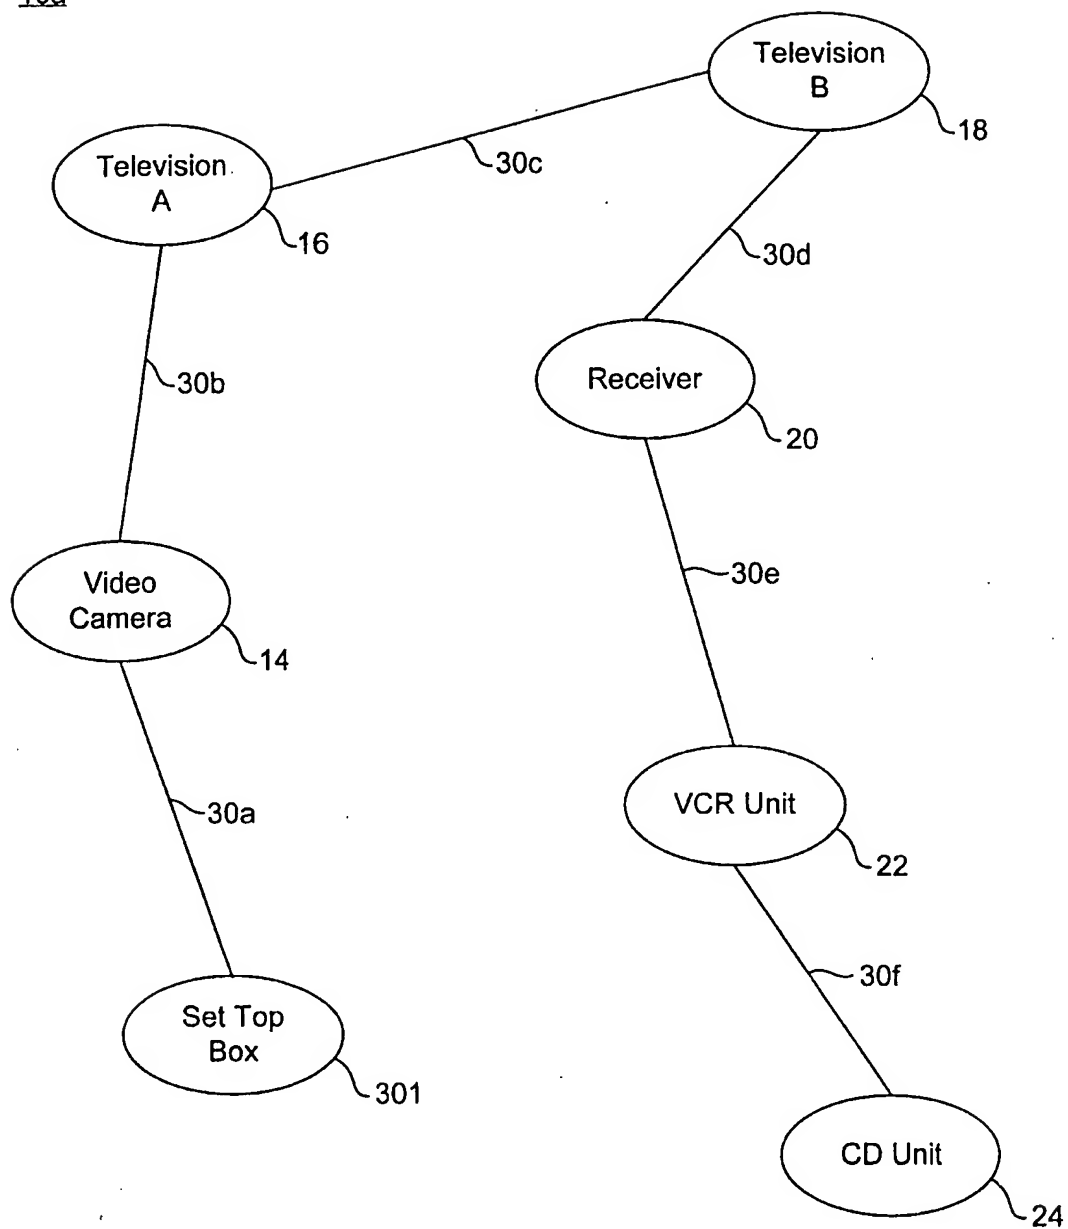 Television
B
18
30c
Television
A
16
30d
Receiver
20
30b
30e
Video
Camera
14
VCR Unit
22
30a
30f
Set Top
Box
301
CD Unit
24